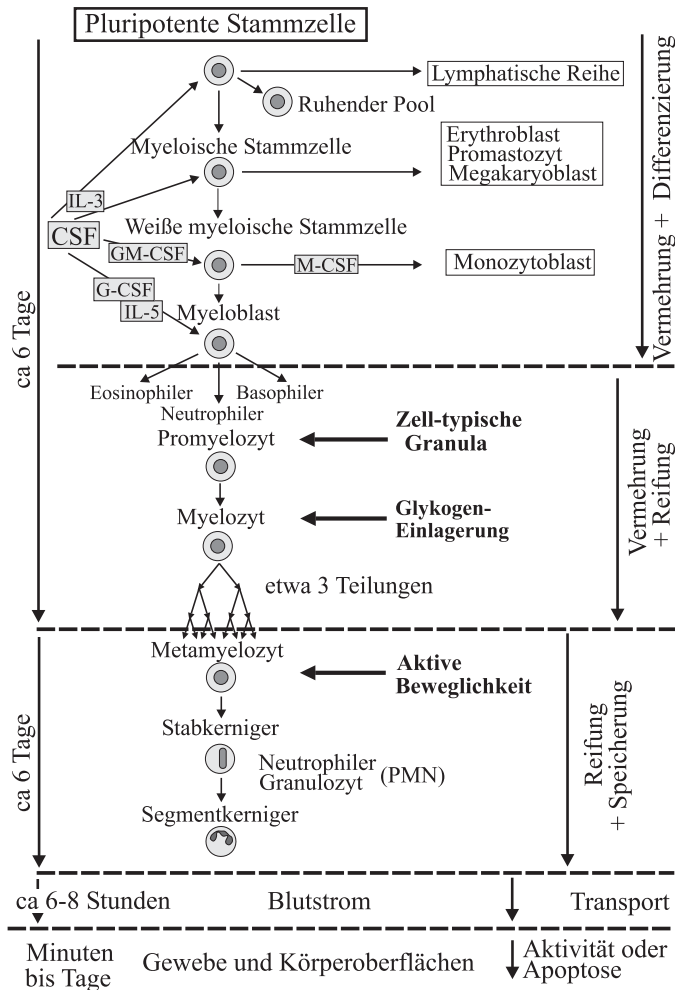 Pluripotente Stammzelle
Lymphatische Reihe
Ruhender Pool
Myeloische Stammzelle
Erythroblast
Promastozyt
Megakaryoblast
IL-3
CSF
Weiße myeloische Stammzelle
GM-CSF
M-CSF
Monozytoblast
G-CSF
IL-5
Myeloblast
Vermehrung + Differenzierung
ca 6 Tage
Eosinophiler
Basophiler
Neutrophiler
Promyelozyt
Zell-typische
Granula
Myelozyt
Glykogen-
Einlagerung
Vermehrung
+ Reifung
etwa 3 Teilungen
Metamyelozyt
Aktive
Beweglichkeit
Stabkerniger
Neutrophiler
Granulozyt (PMN)
Segmentkerniger
ca 6 Tage
Reifung
+ Speicherung
ca 6-8 Stunden Blutstrom Transport
Minuten
bis Tage
Gewebe und Körperoberflächen
Aktivität oder
Apoptose